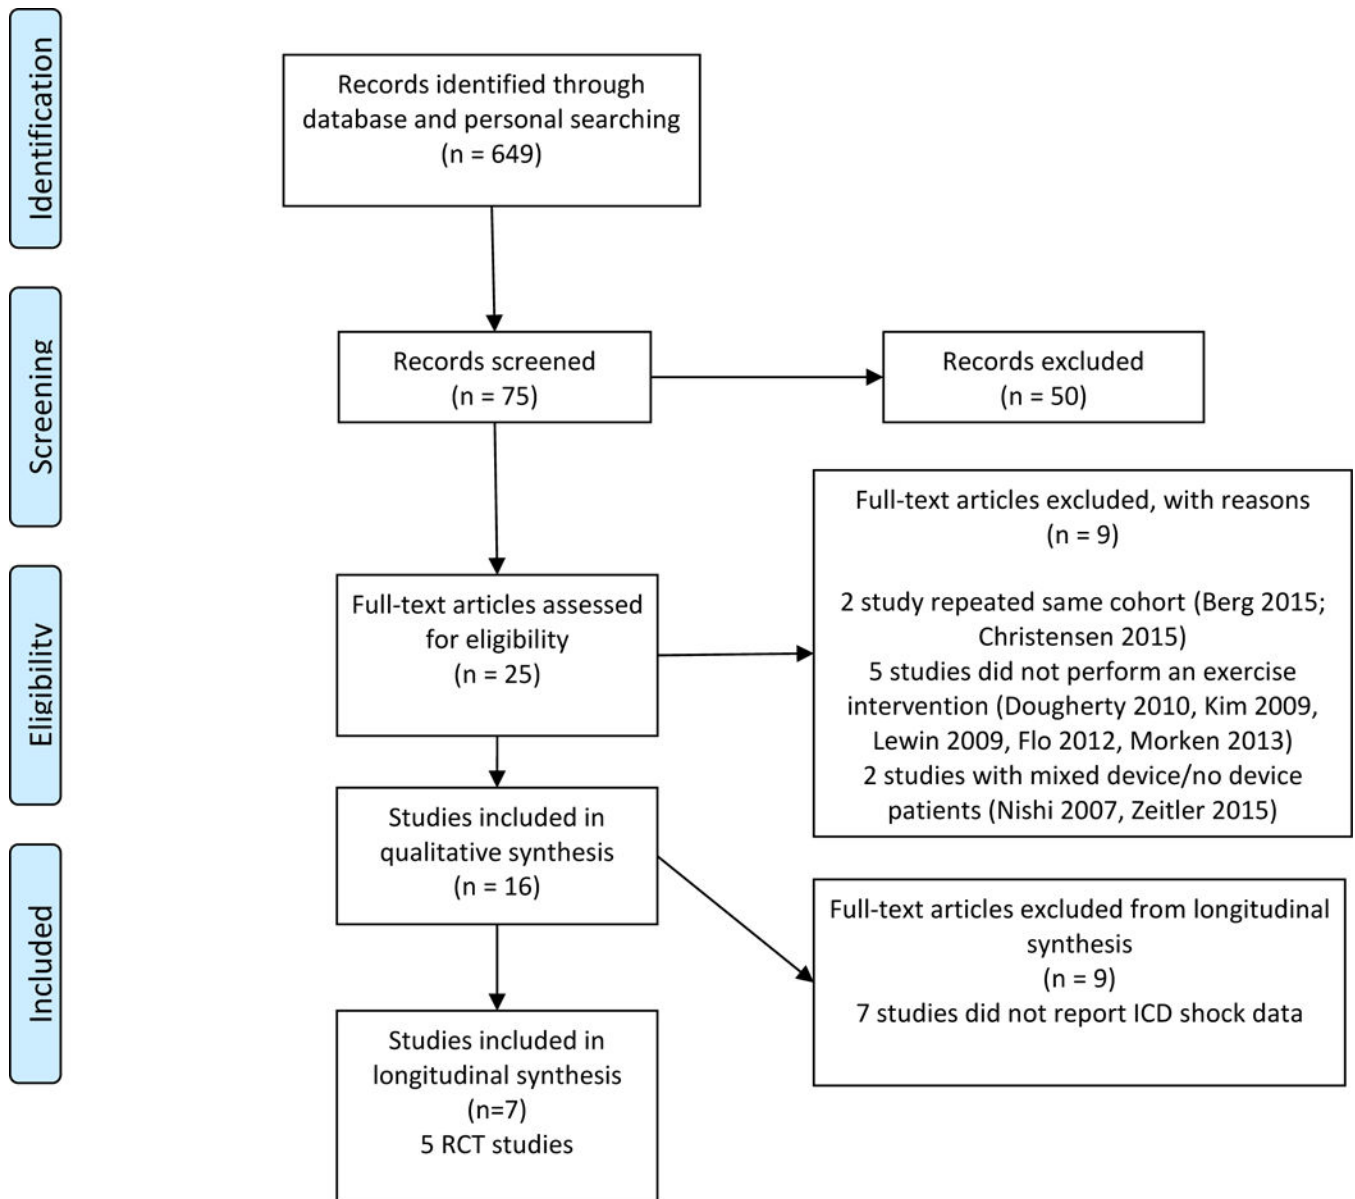 Identification
Records identified through
database and personal searching
(n = 649)
Screening
Records screened
(n = 75)
Records excluded
(n = 50)
Eligibility
Full-text articles assessed
for eligibility
(n = 25)
Full-text articles excluded, with reasons
(n = 9)
2 study repeated same cohort (Berg 2015;
Christensen 2015)
5 studies did not perform an exercise
intervention (Dougherty 2010, Kim 2009,
Lewin 2009, Flo 2012, Morken 2013)
2 studies with mixed device/no device
patients (Nishi 2007, Zeitler 2015)
Studies included in
qualitative synthesis
(n = 16)
Included
Full-text articles excluded from longitudinal
synthesis
(n = 9)
7 studies did not report ICD shock data
Studies included in
longitudinal synthesis
(n=7)
5 RCT studies